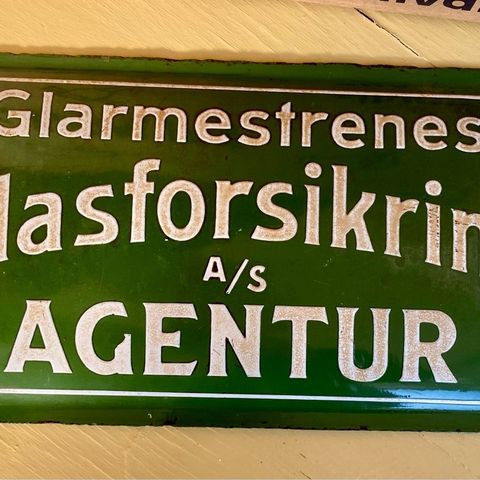 Glarmestrenes
lasforsikrin
A/S
AGENTUR